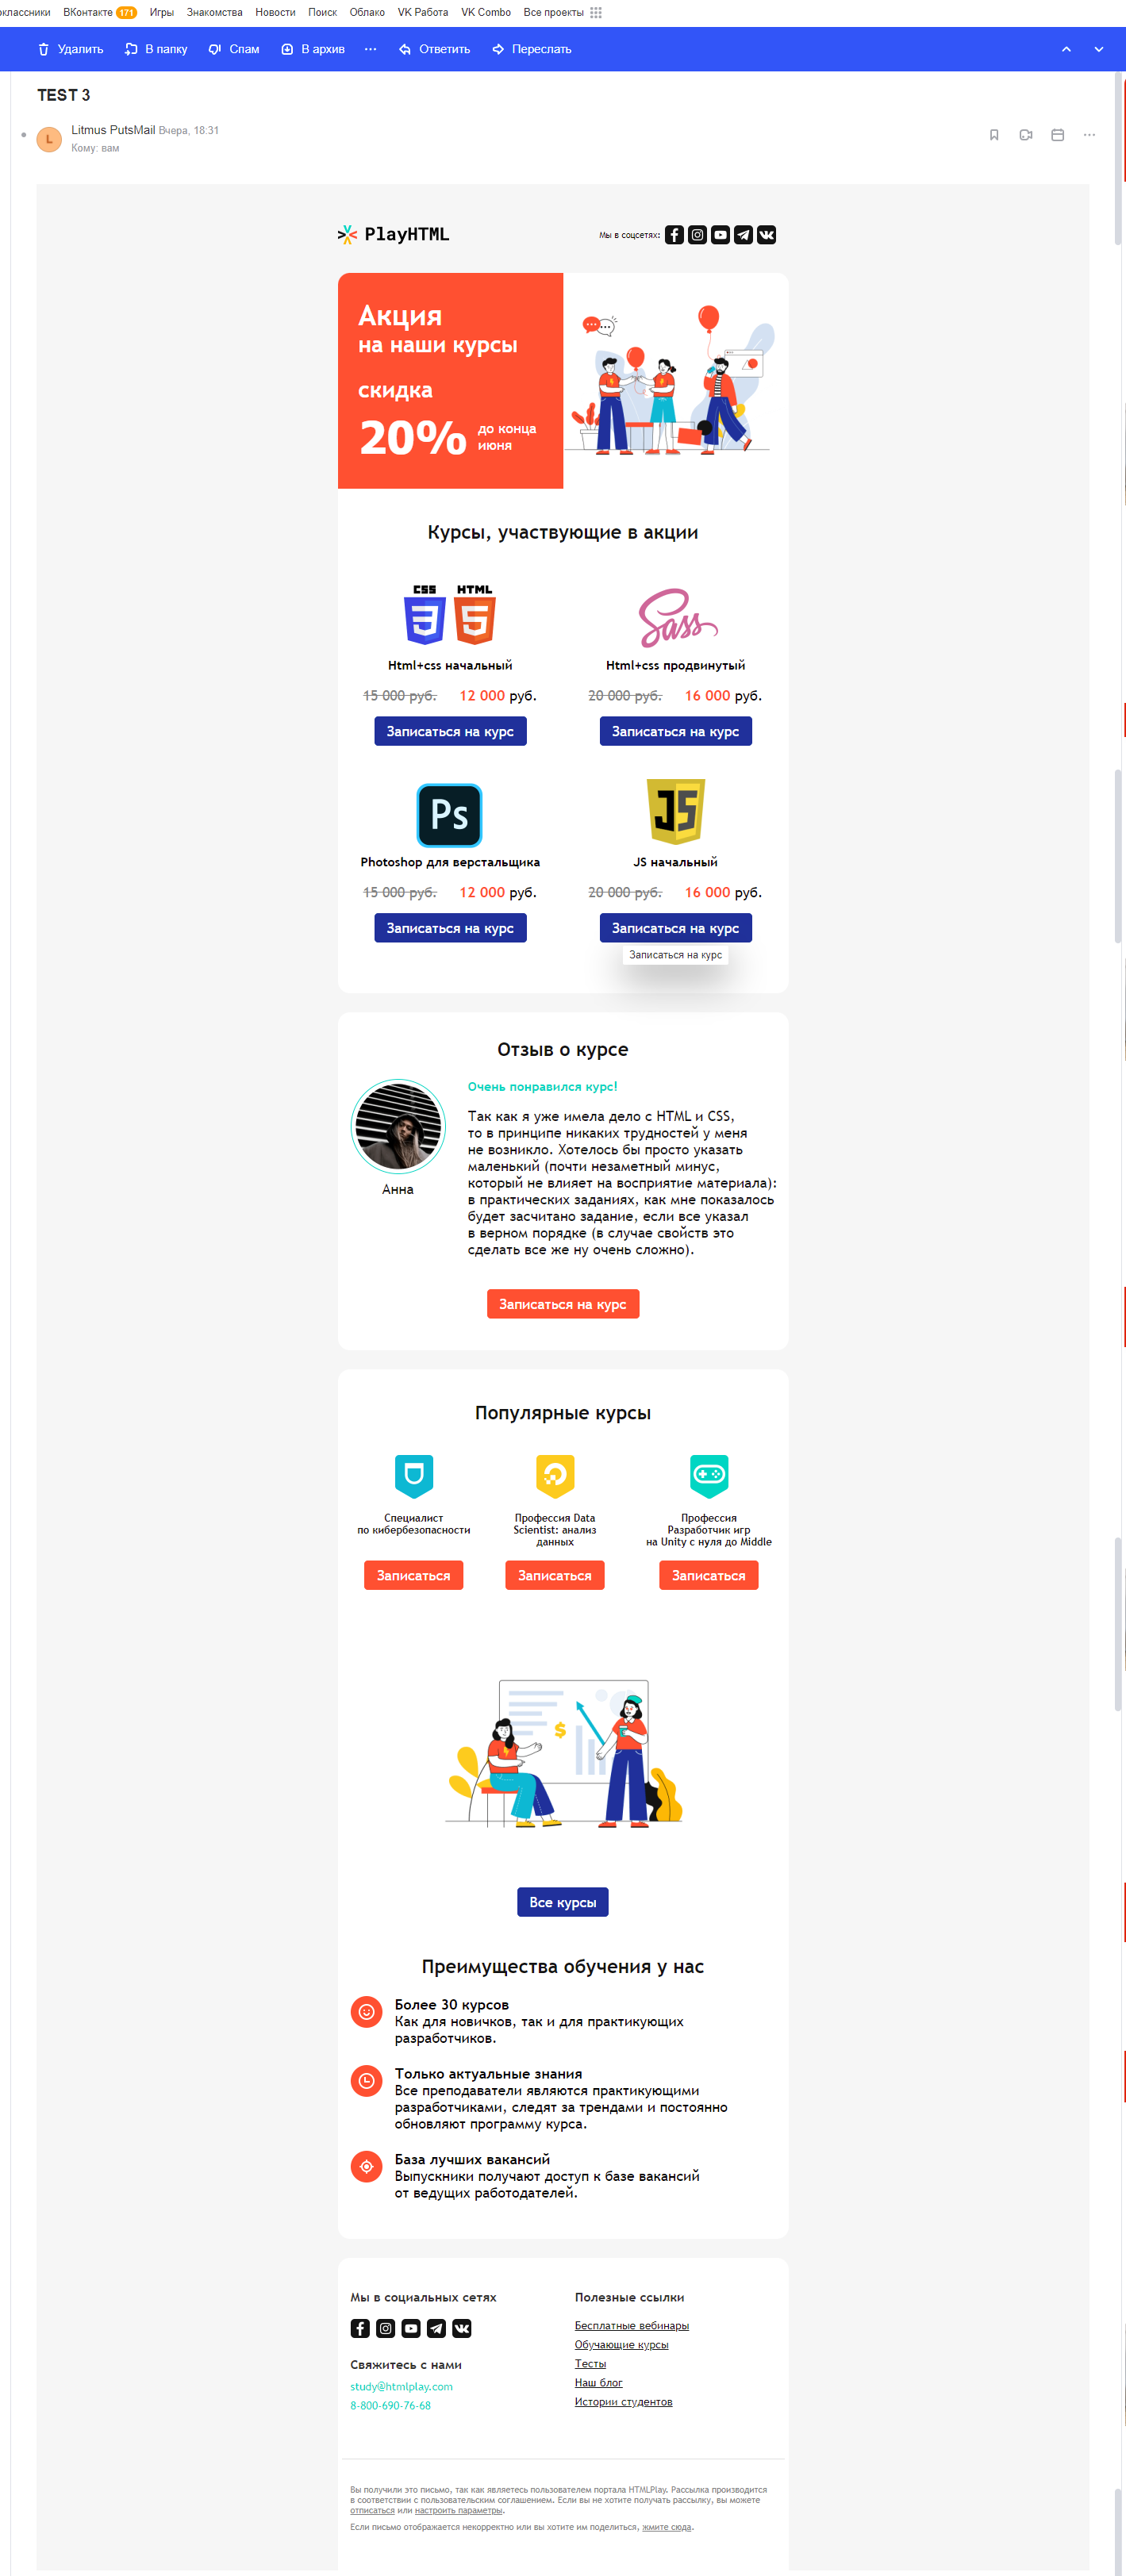 оклассники ВКонтакте 171 Игры Знакомства Новости Поиск Облако VK Работа VK Combo Все проекты
Удалить В папку Спам В архив Ответить Переслать
TEST 3
L
Litmus PutsMail Вчера, 18:31
Кому: вам
PlayHTML
Мы в соцсетях:
Акция
на наши курсы
скидка
20% до конца
июня
Курсы, участвующие в акции
CSS HTML
3 5
Sass
Html+css начальный
Html+css продвинутый
15 000 руб. 12 000 руб.
20 000 руб. 16 000 руб.
Записаться на курс
Записаться на курс
Ps
JS
Photoshop для верстальщика
JS начальный
15 000 руб. 12 000 руб.
20 000 руб. 16 000 руб.
Записаться на курс
Записаться на курс
Записаться на курс
Отзыв о курсе
Очень понравился курс!
Так как я уже имела дело с HTML и CSS,
то в принципе никаких трудностей у меня
не возникло. Хотелось бы просто указать
маленький (почти незаметный минус,
который не влияет на восприятие материала):
в практических заданиях, как мне показалось
будет засчитано задание, если все указал
в верном порядке (в случае свойств это
сделать все же ну очень сложно).
Анна
Записаться на курс
Популярные курсы
Специалист
по кибербезопасности
Профессия Data
Scientist: анализ
данных
Профессия
Разработчик игр
на Unity с нуля до Middle
Записаться
Записаться
Записаться
$
Все курсы
Преимущества обучения у нас
Более 30 курсов
Как для новичков, так и для практикующих
разработчиков.
Только актуальные знания
Все преподаватели являются практикующими
разработчиками, следят за трендами и постоянно
обновляют программу курса.
База лучших вакансий
Выпускники получают доступ к базе вакансий
от ведущих работодателей.
Мы в социальных сетях
Свяжитесь с нами
study@htmlplay.com
8-800-690-76-68
Полезные ссылки
Бесплатные вебинары
Обучающие курсы
Тесты
Наш блог
Истории студентов
Вы получили это письмо, так как являетесь пользователем портала HTMLPlay. Рассылка производится
в соответствии с пользовательским соглашением. Если вы не хотите получать рассылку, вы можете
отписаться или настроить параметры.
Если письмо отображается некорректно или вы хотите им поделиться, жмите сюда.